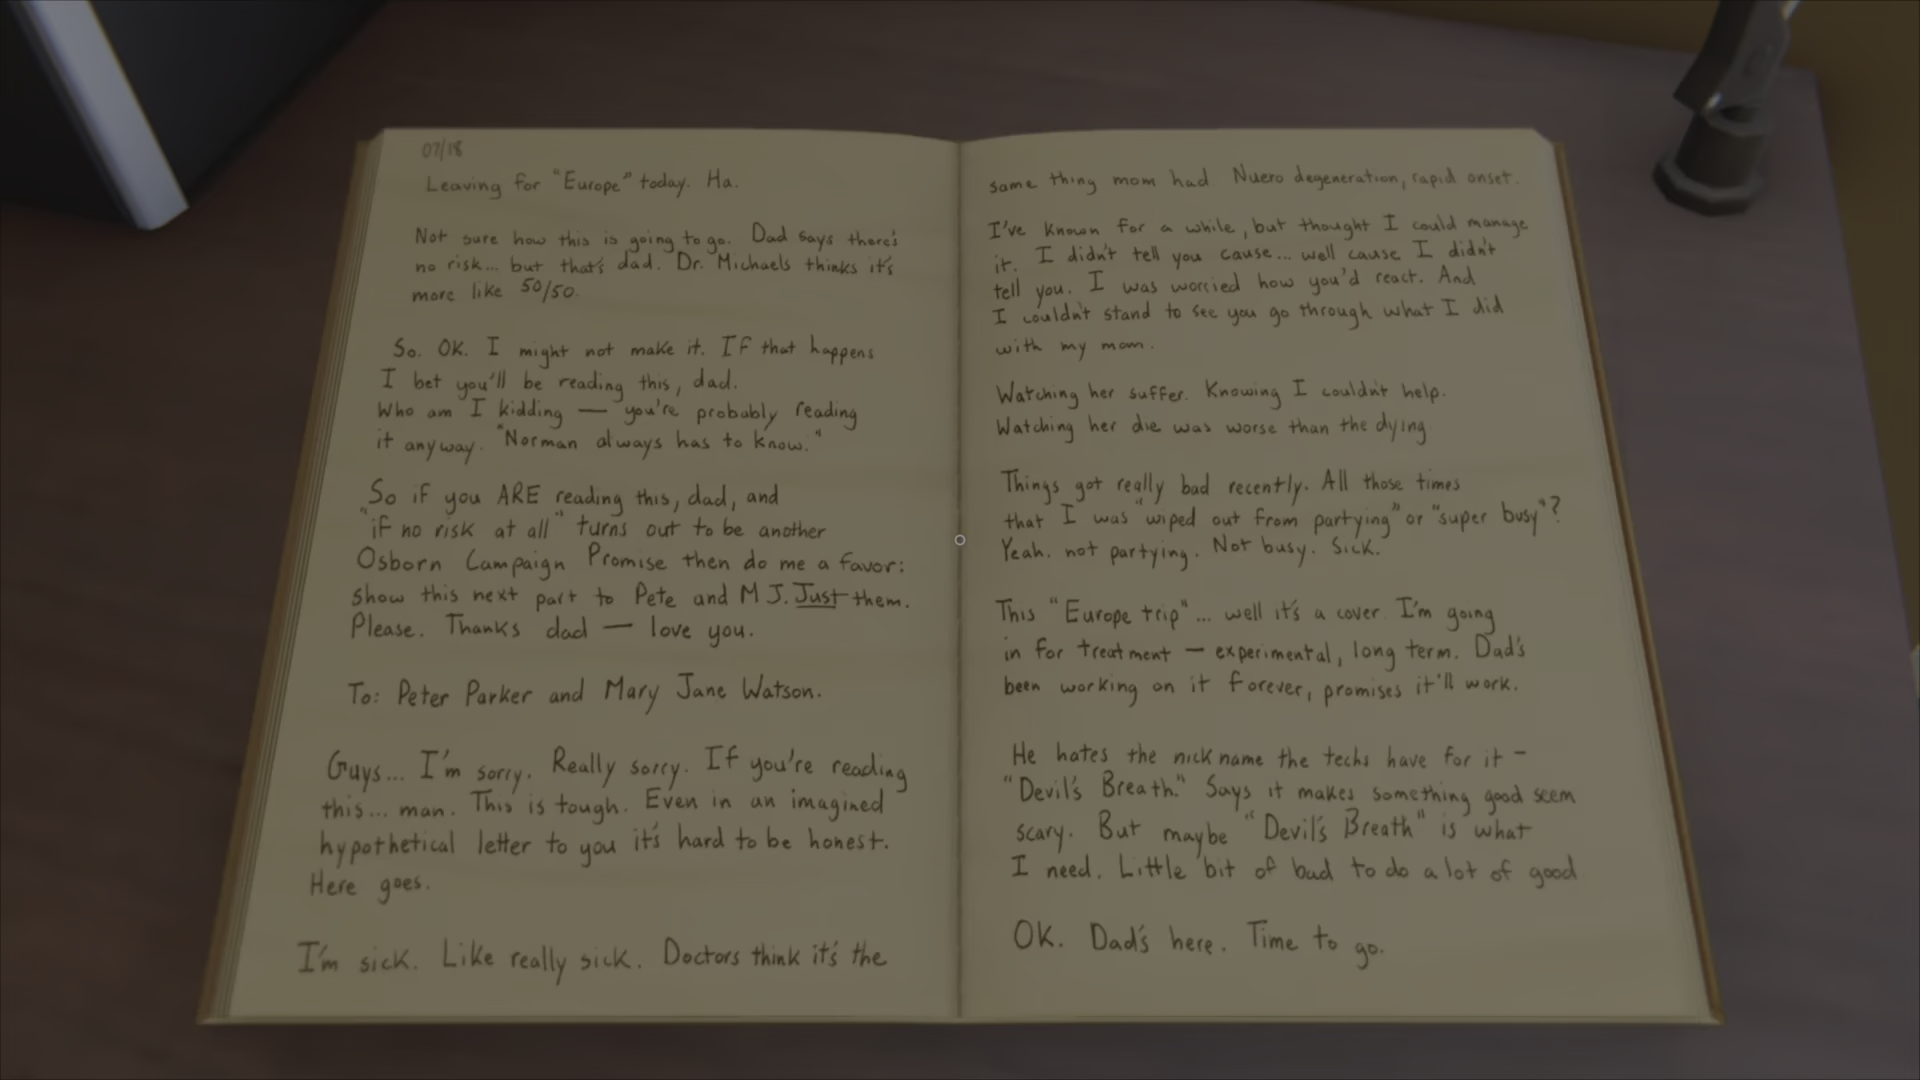 07/18
Leaving for "Europe" today. Ha.
Not sure how this is going to go. Dad says there's
no risk... but that's dad. Dr. Michaels thinks it's
more like 50/50.
So. OK. I might not make it. If that happens
I bet you'll be reading this, dad.
Who am I kidding — you're probably reading
it anyway. "Norman always has to know."
So if you ARE reading this, dad, and
"if no risk at all" turns out to be another
Osborn Campaign Promise then do me a favor:
show this next part to Pete and MJ. Just them.
Please. Thanks dad — love you.
To: Peter Parker and Mary Jane Watson.
Guys... I'm sorry. Really sorry. If you're reading
this... man. This is tough. Even in an imagined
hypothetical letter to you it's hard to be honest.
Here goes.
I'm sick. Like really sick. Doctors think it's the
same thing mom had. Nuero degeneration, rapid onset.
I've known for a while, but thought I could manage
it. I didn't tell you cause... well cause I didn't
tell you. I was worried how you'd react. And
I couldn't stand to see you go through what I did
with my mom.
Watching her suffer. Knowing I couldn't help.
Watching her die was worse than the dying
Things got really bad recently. All those times
that I was "wiped out from partying" or "super busy"?
Yeah. not partying. Not busy. Sick.
This "Europe trip"... well it's a cover. I'm going
in for treatment — experimental, long term. Dad's
been working on it forever, promises it'll work.
He hates the nickname the techs have for it -
"Devil's Breath." Says it makes something good seem
scary. But maybe "Devil's Breath" is what
I need. Little bit of bad to do a lot of good
OK. Dad's here. Time to go.